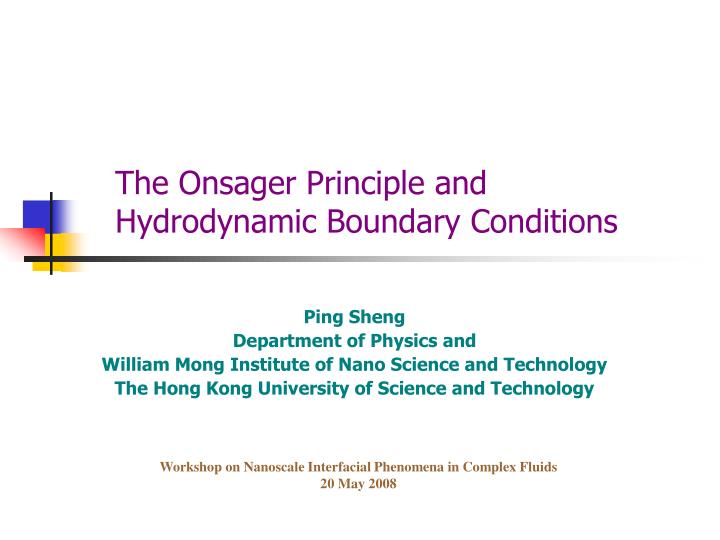 The Onsager Principle and
Hydrodynamic Boundary Conditions
Ping Sheng
Department of Physics and
William Mong Institute of Nano Science and Technology
The Hong Kong University of Science and Technology
Workshop on Nanoscale Interfacial Phenomena in Complex Fluids
20 May 2008